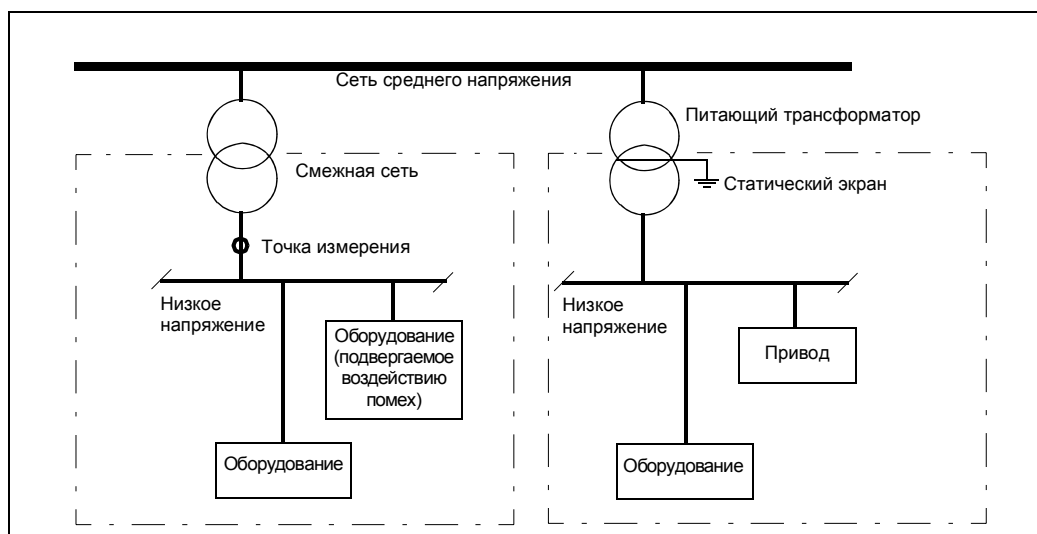 Сеть среднего напряжения
Питающий трансформатор
Смежная сеть
Статический экран
Точка измерения
Низкое
напряжение
Оборудование
(подвергаемое
воздействию
помех)
Оборудование
Низкое
напряжение
Привод
Оборудование